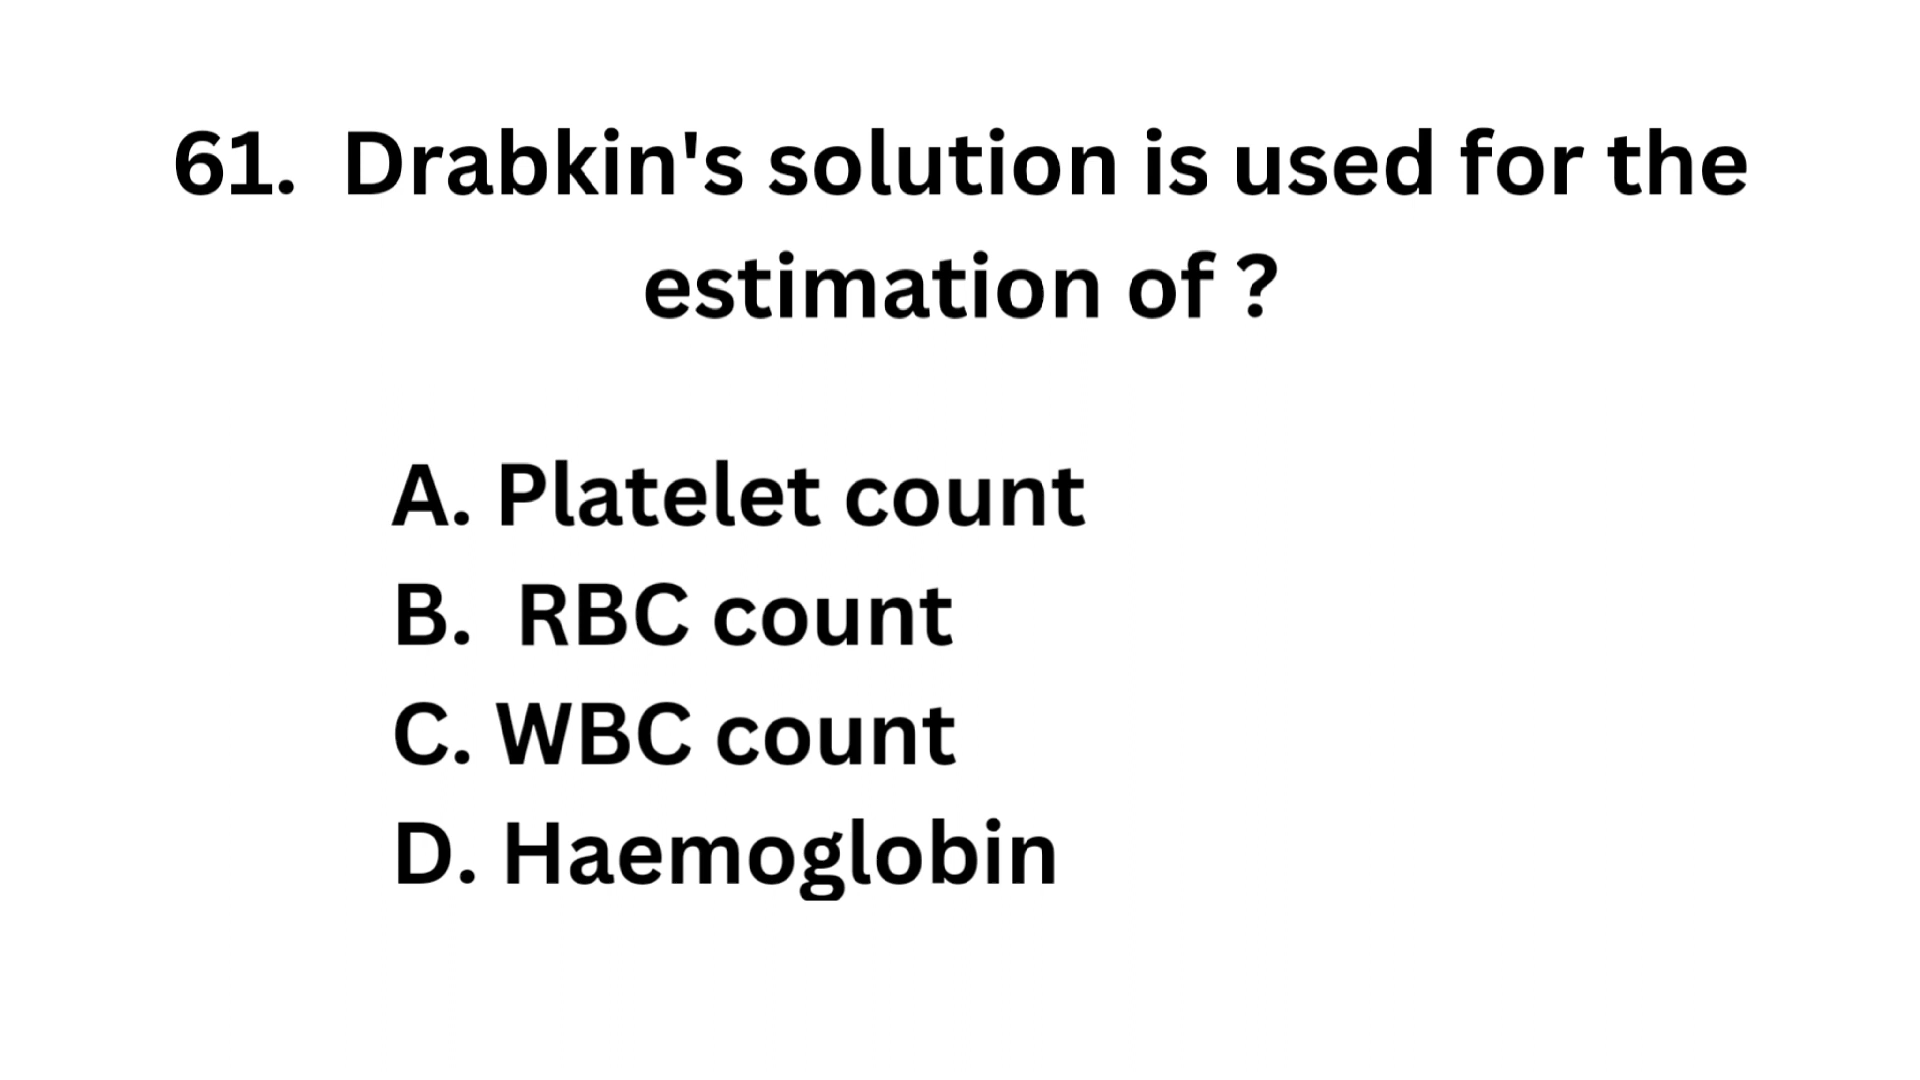 61. Drabkin's solution is used for the
estimation of ?
A. Platelet count
B. RBC count
C. WBC count
D. Haemoglobin